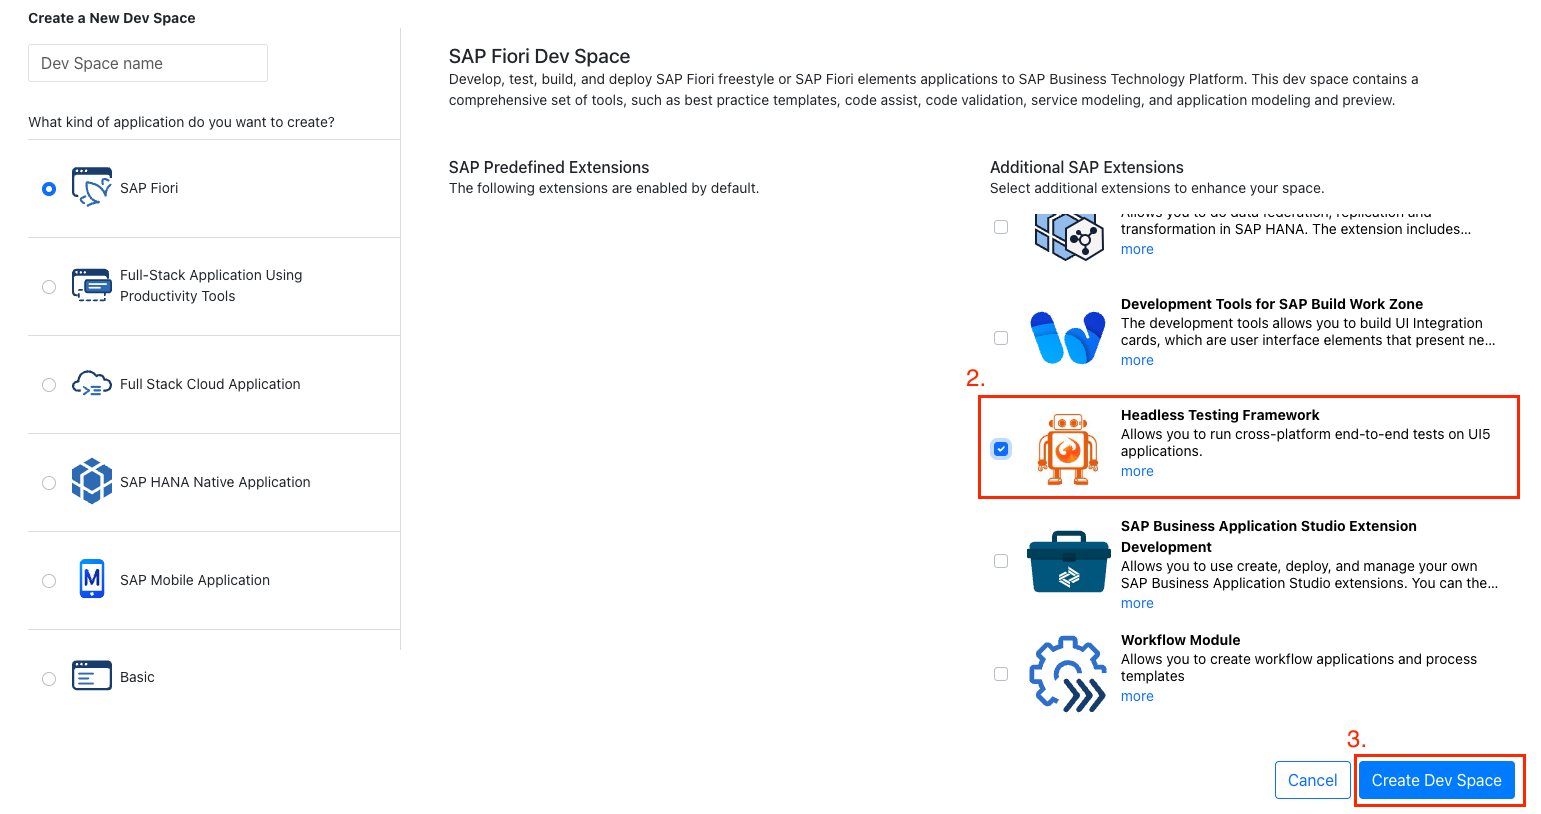 Create a New Dev Space
Dev Space name
What kind of application do you want to create?
SAP Fiori
Full-Stack Application Using
Productivity Tools
Full Stack Cloud Application
SAP HANA Native Application
M
SAP Mobile Application
Basic
SAP Fiori Dev Space
Develop, test, build, and deploy SAP Fiori freestyle or SAP Fiori elements applications to SAP Business Technology Platform. This dev space contains a
comprehensive set of tools, such as best practice templates, code assist, code validation, service modeling, and application modeling and preview.
SAP Predefined Extensions
The following extensions are enabled by default.
Additional SAP Extensions
Select additional extensions to enhance your space.
Allows you to do data federation, replication and
transformation in SAP HANA. The extension includes...
more
Development Tools for SAP Build Work Zone
The development tools allows you to build UI Integration
cards, which are user interface elements that present ne...
more
2.
Headless Testing Framework
Allows you to run cross-platform end-to-end tests on UI5
applications.
more
SAP Business Application Studio Extension
Development
Allows you to use create, deploy, and manage your own
SAP Business Application Studio extensions. You can the...
more
Workflow Module
Allows you to create workflow applications and process
templates
more
3.
Cancel
Create Dev Space